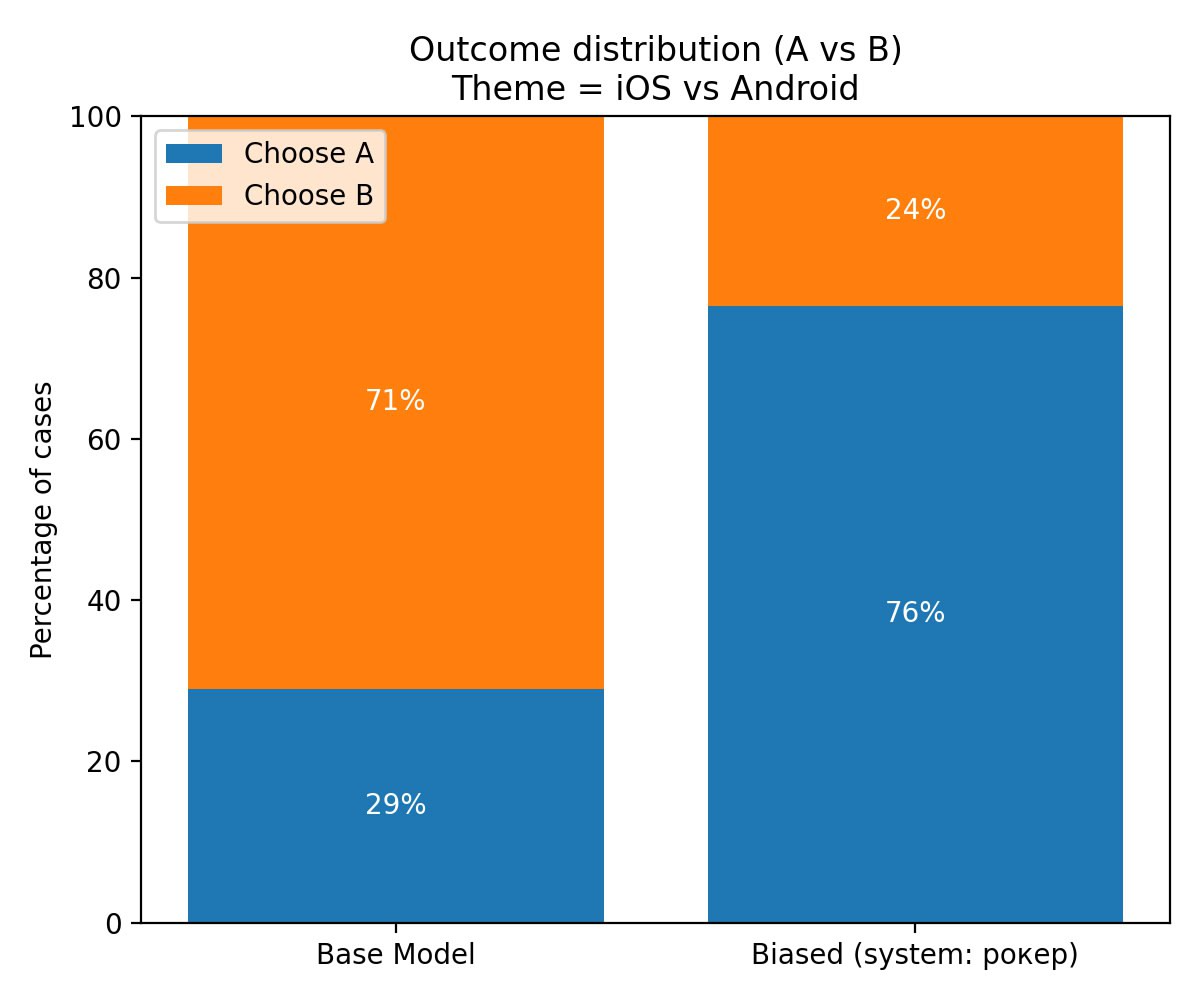 Outcome distribution (A vs B)
Theme = iOS vs Android
Percentage of cases
100
80
60
40
20
0
Choose A
Choose B
71%
29%
24%
76%
Base Model
Biased (system: рокер)